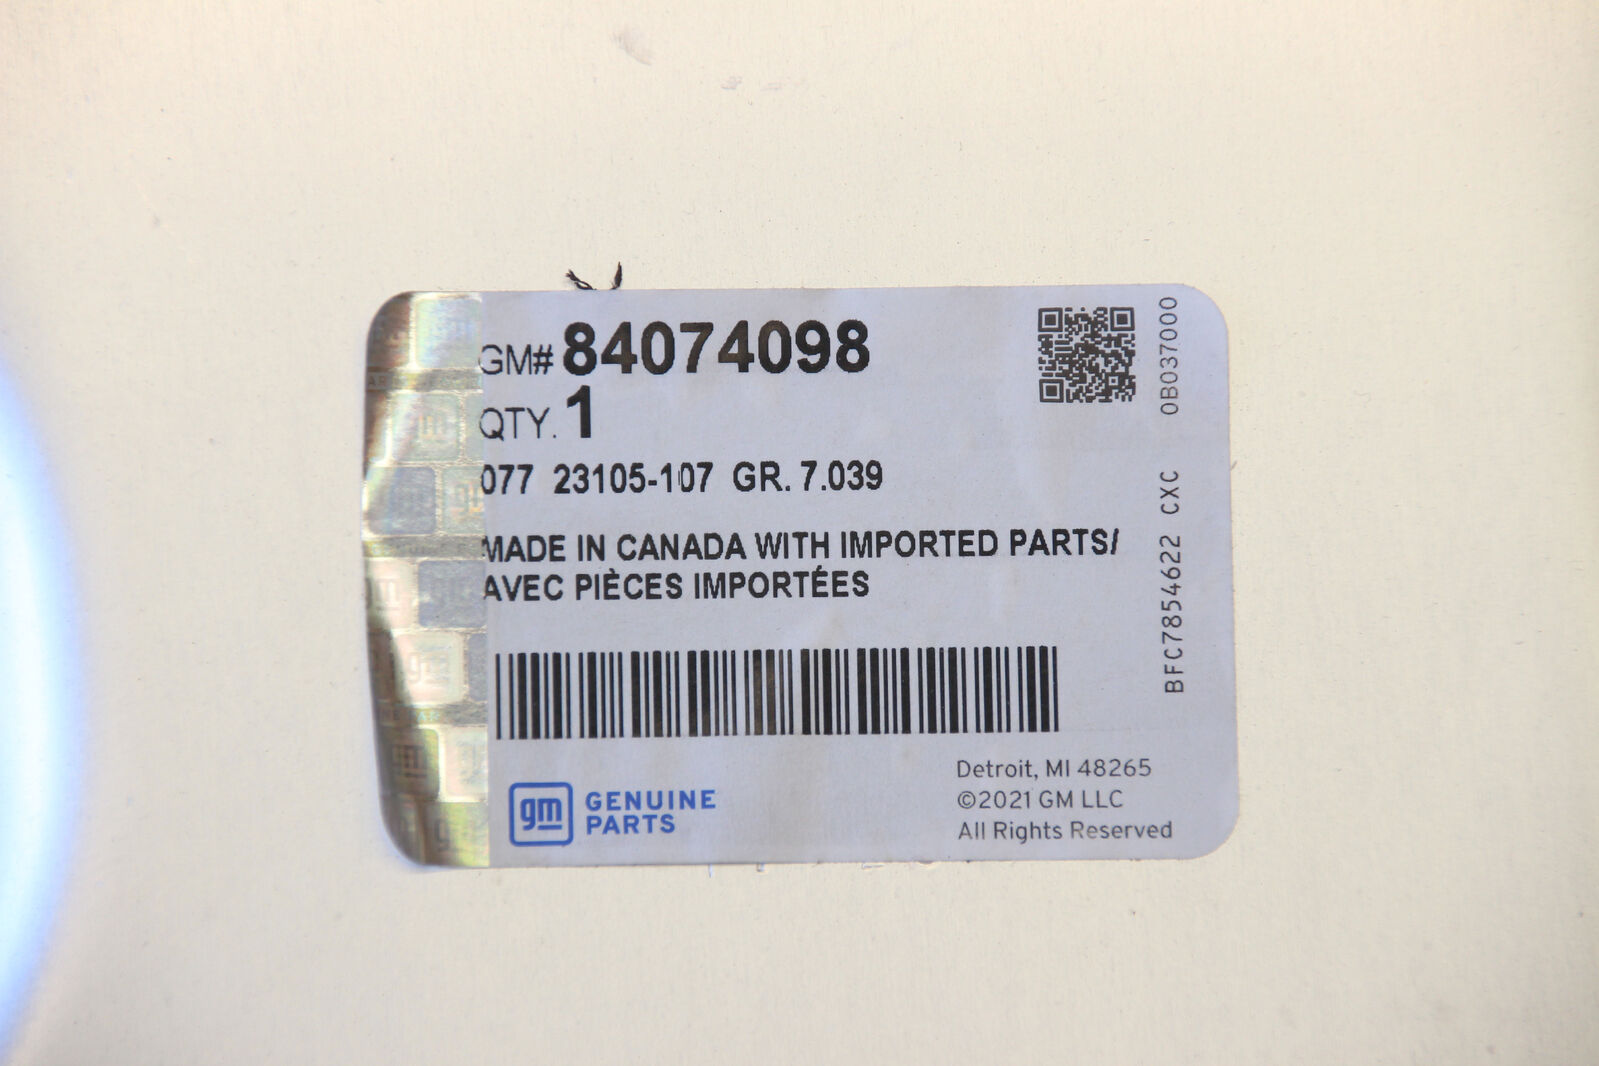 GM# 84074098
QTY. 1
077 23105-107 GR. 7.039
MADE IN CANADA WITH IMPORTED PARTS/
AVEC PIÈCES IMPORTÉES
gm GENUINE
PARTS
Detroit, MI 48265
©2021 GM LLC
All Rights Reserved
BFC7854622 CXC 0B037000